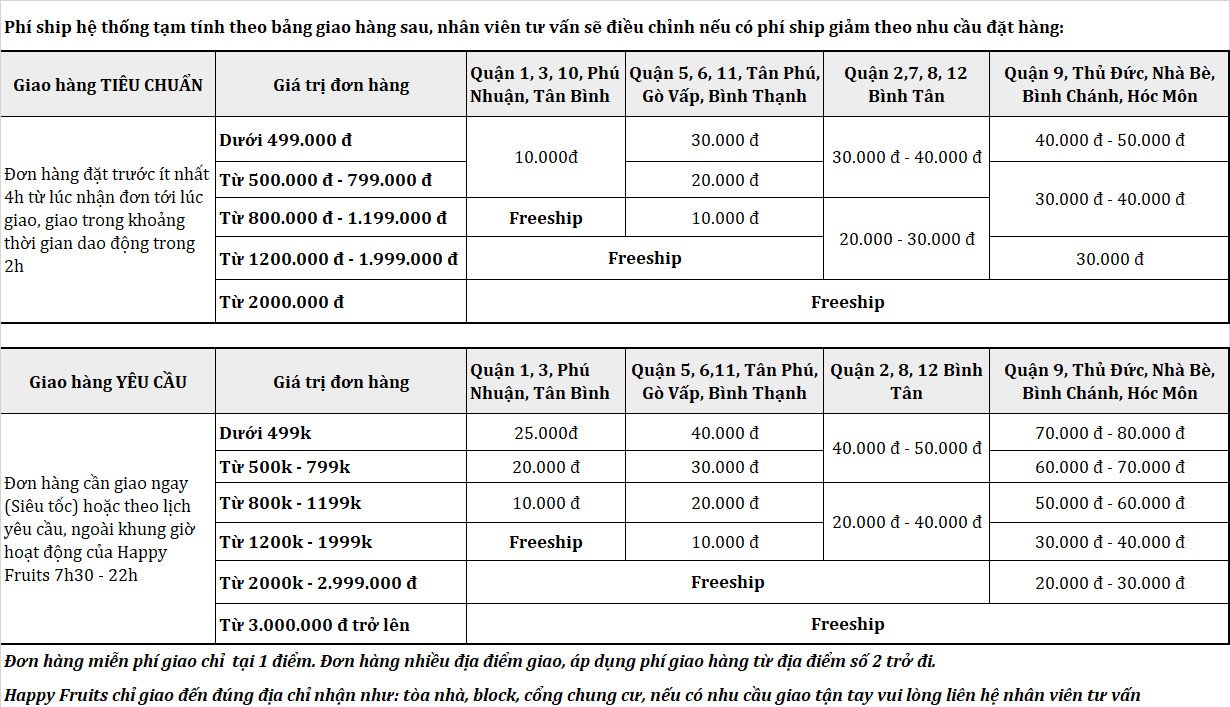 Phí ship hệ thống tạm tính theo bảng giao hàng sau, nhân viên tư vấn sẽ điều chỉnh nếu có phí ship giảm theo nhu cầu đặt hàng:
Giao hàng TIÊU CHUẨN
Giá trị đơn hàng
Quận 1, 3, 10, Phú
Nhuận, Tân Bình
Quận 5, 6, 11, Tân Phú,
Gò Vấp, Bình Thạnh
Quận 2,7, 8, 12
Bình Tân
Quận 9, Thủ Đức, Nhà Bè,
Bình Chánh, Hóc Môn
Đơn hàng đặt trước ít nhất
4h từ lúc nhận đơn tới lúc
giao, giao trong khoảng
thời gian dao động trong
2h
Dưới 499.000 đ
10.000đ
30.000 đ
30.000 đ - 40.000 đ
40.000 đ - 50.000 đ
Từ 500.000 đ - 799.000 đ
20.000 đ
30.000 đ - 40.000 đ
Từ 800.000 đ - 1.199.000 đ
Freeship
10.000 đ
20.000 - 30.000 đ
Từ 1200.000 đ - 1.999.000 đ
Freeship
30.000 đ
Từ 2000.000 đ
Freeship
Giao hàng YÊU CẦU
Giá trị đơn hàng
Quận 1, 3, Phú
Nhuận, Tân Bình
Quận 5, 6,11, Tân Phú,
Gò Vấp, Bình Thạnh
Quận 2, 8, 12 Bình
Tân
Quận 9, Thủ Đức, Nhà Bè,
Bình Chánh, Hóc Môn
Đơn hàng cần giao ngay
(Siêu tốc) hoặc theo lịch
yêu cầu, ngoài khung giờ
hoạt động của Happy
Fruits 7h30 - 22h
Dưới 499k
25.000đ
40.000 đ
40.000 đ - 50.000 đ
70.000 đ - 80.000 đ
Từ 500k - 799k
20.000 đ
30.000 đ
60.000 đ - 70.000 đ
Từ 800k - 1199k
10.000 đ
20.000 đ
20.000 đ - 40.000 đ
50.000 đ - 60.000 đ
Từ 1200k - 1999k
Freeship
10.000 đ
30.000 đ - 40.000 đ
Từ 2000k - 2.999.000 đ
Freeship
20.000 đ - 30.000 đ
Từ 3.000.000 đ trở lên
Freeship
Đơn hàng miễn phí giao chỉ tại 1 điểm. Đơn hàng nhiều địa điểm giao, áp dụng phí giao hàng từ địa điểm số 2 trở đi.
Happy Fruits chỉ giao đến đúng địa chỉ nhận như: tòa nhà, block, cổng chung cư, nếu có nhu cầu giao tận tay vui lòng liên hệ nhân viên tư vấn